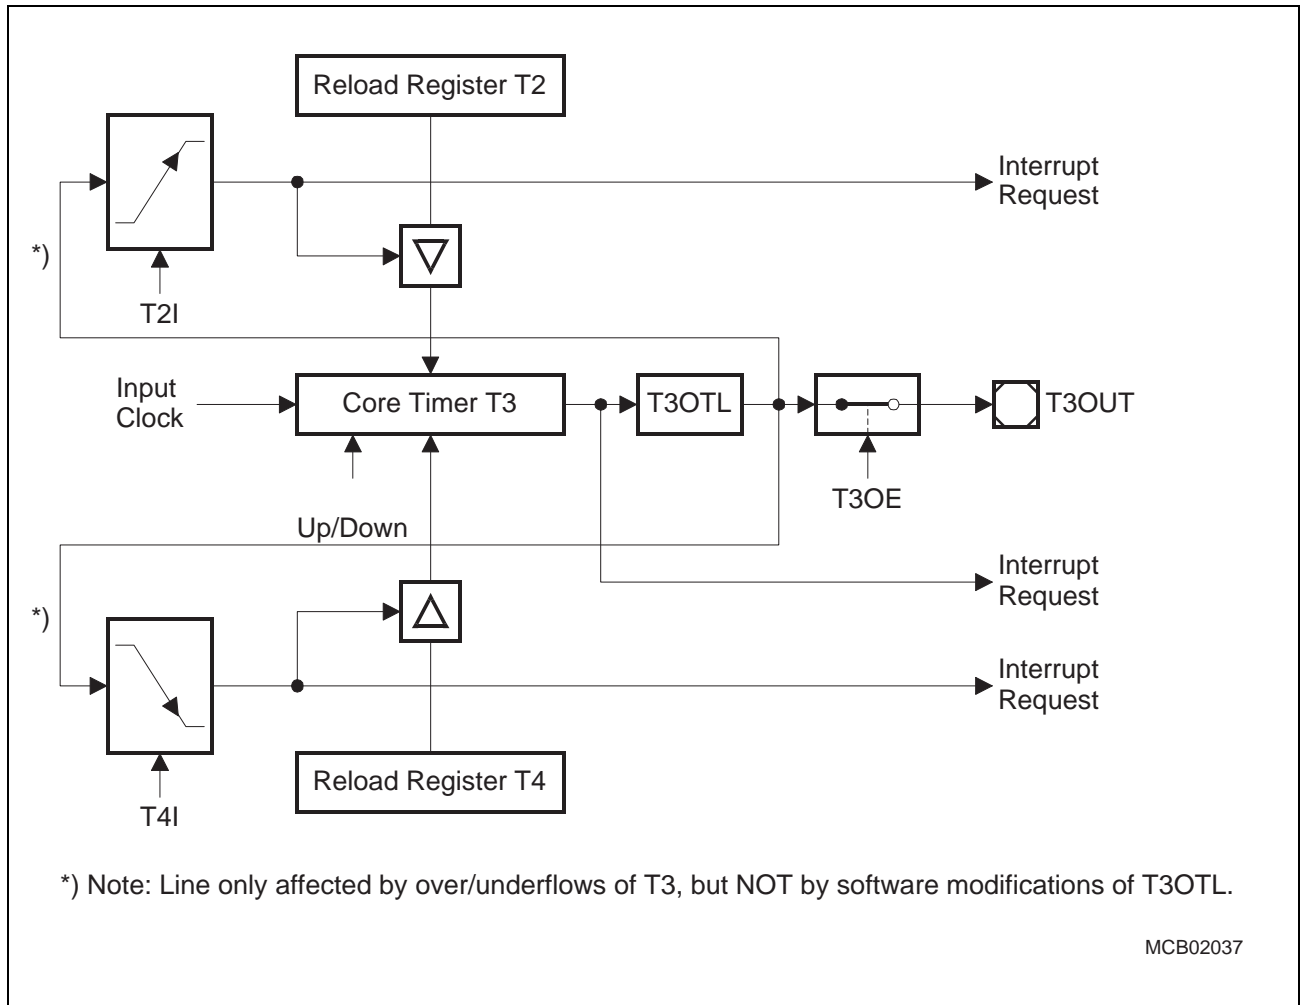 Reload Register T2
Interrupt
Request
*)
T2I
Input
Clock
Core Timer T3
T3OTL
T3OUT
T3OE
Up/Down
Interrupt
Request
*)
Interrupt
Request
Reload Register T4
T4I
*) Note: Line only affected by over/underflows of T3, but NOT by software modifications of T3OTL.
MCB02037